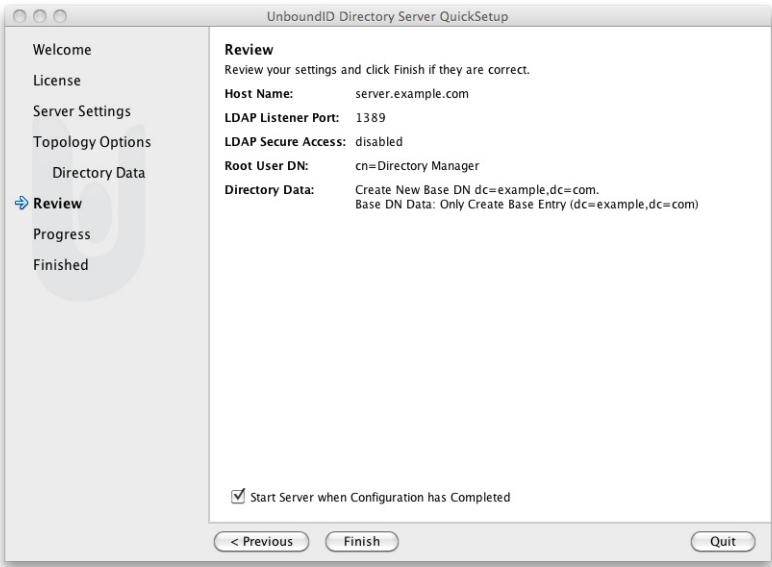 UnboundID Directory Server QuickSetup
Welcome
License
Server Settings
Topology Options
Directory Data
Review
Progress
Finished
Review
Review your settings and click Finish if they are correct.
Host Name: server.example.com
LDAP Listener Port: 1389
LDAP Secure Access: disabled
Root User DN: cn=Directory Manager
Directory Data: Create New Base DN dc=example,dc=com.
Base DN Data: Only Create Base Entry (dc=example,dc=com)
Start Server when Configuration has Completed
< Previous Finish Quit